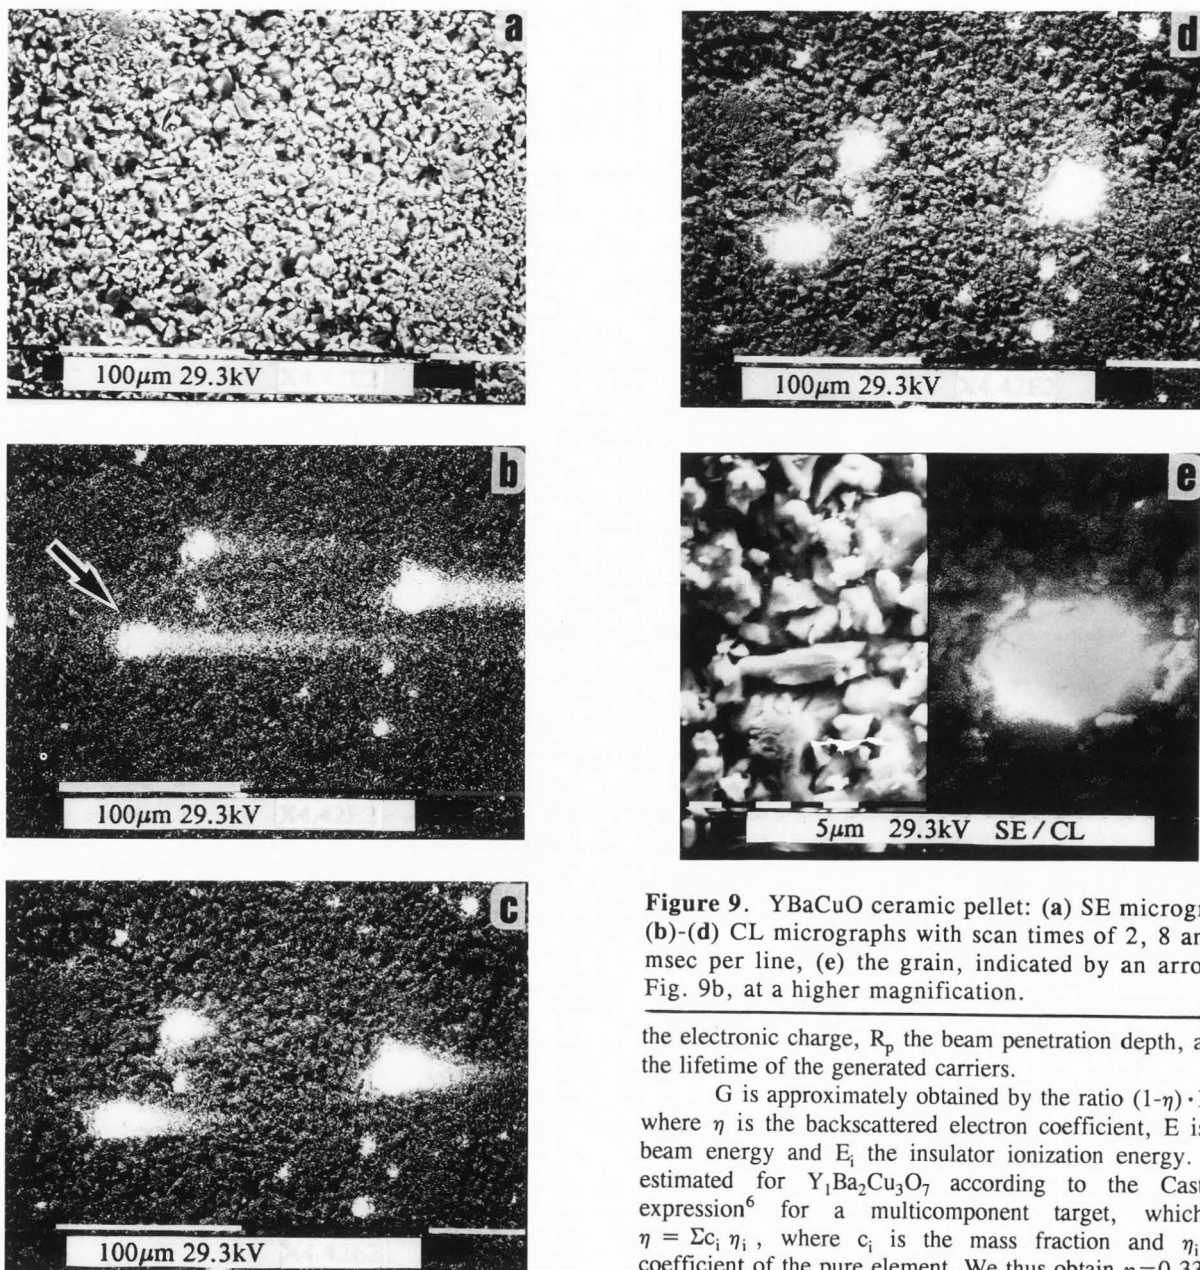 a
100μm 29.3kV
b
100μm 29.3kV
c
100μm 29.3kV
d
100μm 29.3kV
e
5μm 29.3kV SE/CL
Figure 9. YBaCuO ceramic pellet: (a) SE
(b)-(d) CL micrographs with scan times of 2, 8
msec per line, (e) the grain, indicated by an
Fig. 9b, at a higher magnification.
the electronic charge, Rp the beam penetration depth,
the lifetime of the generated carriers.
G is approximately obtained by the ratio (1-η)·
where η is the backscattered electron coefficient, E
beam energy and Ei the insulator ionization energy.
estimated for Y1Ba2Cu3O7 according to the
expression6 for a multicomponent target, which
η = Σci ηi , where ci is the mass fraction and ηi
coefficient of the pure element. We thus obtain